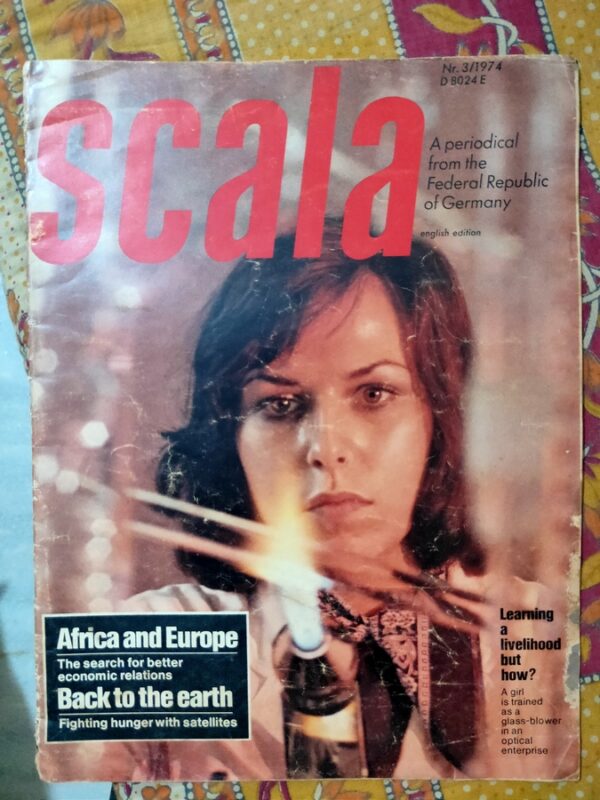 scala
Nr. 3/1974
D 8024 E
A periodical
from the
Federal Republic
of Germany
english edition
Africa and Europe
The search for better
economic relations
Back to the earth
Fighting hunger with satellites
Learning
a
livelihood
but
how?
A girl
is trained
as a
glass-blower
in an
optical
enterprise